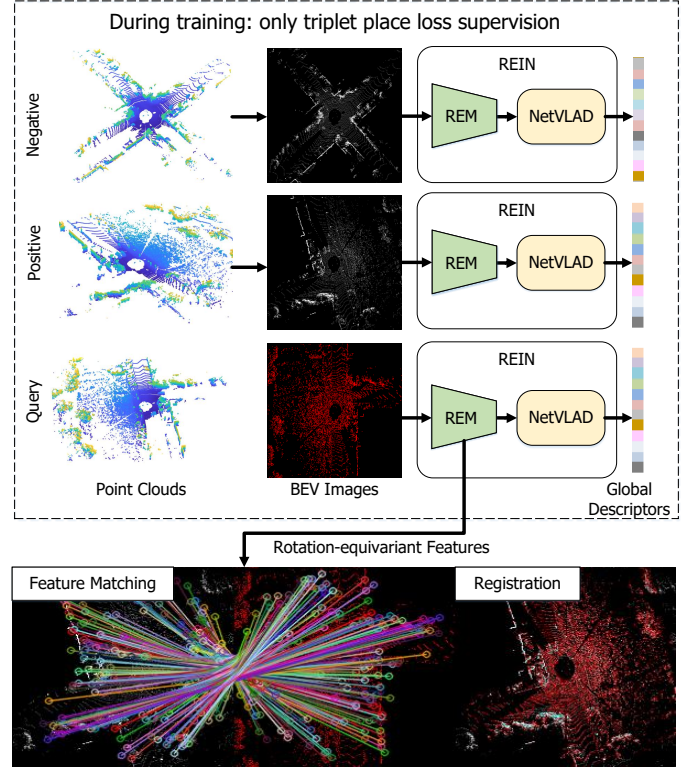 During training: only triplet place loss supervision
Negative
REIN
REM
NetVLAD
Positive
REIN
REM
NetVLAD
Query
REIN
REM
NetVLAD
Point Clouds
BEV Images
Global
Descriptors
Rotation-equivariant Features
Feature Matching
Registration